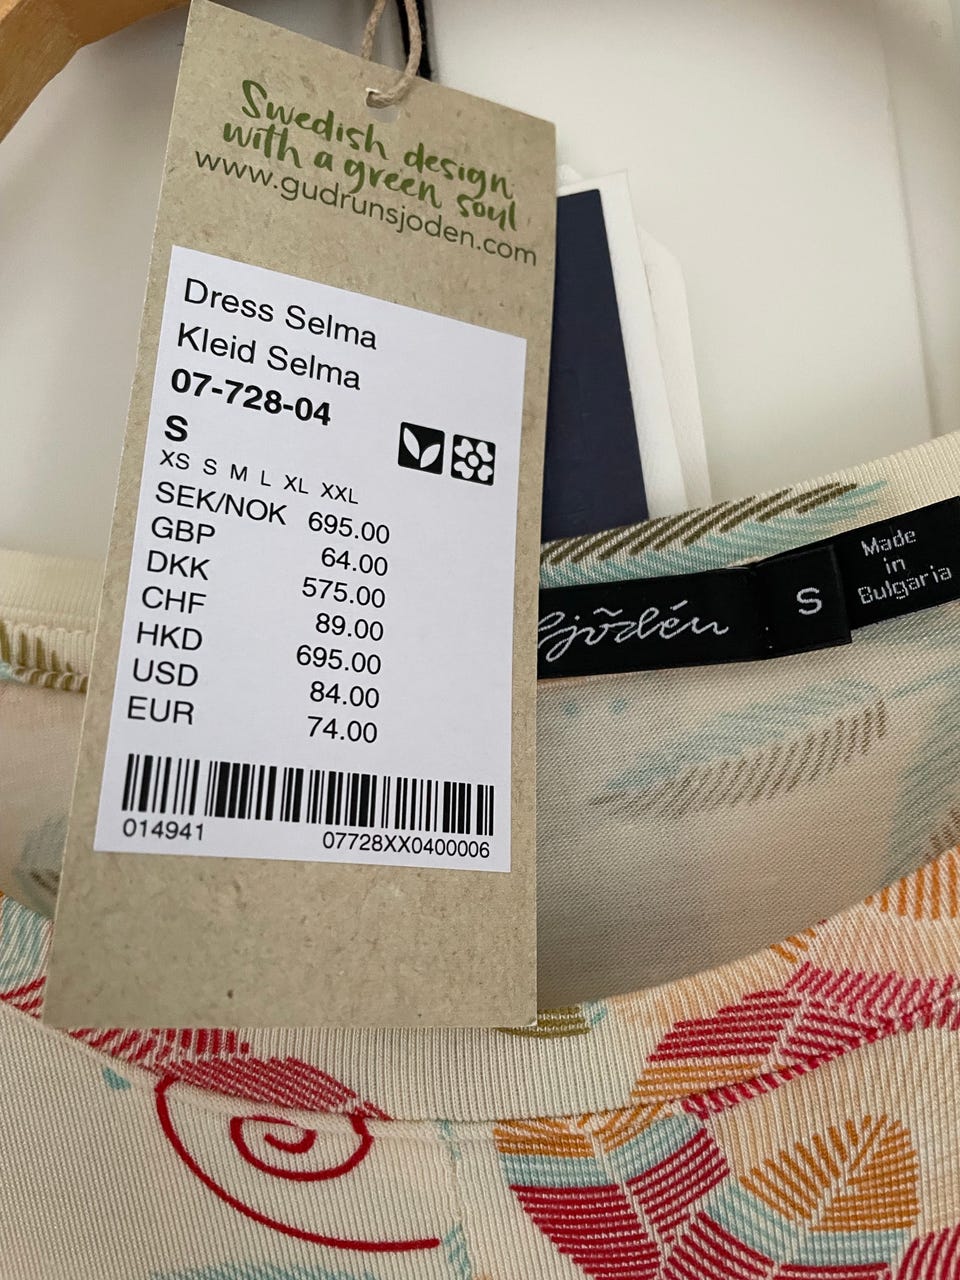 Swedish design
with a green soul
www.gudrunsjoden.com
Dress Selma
Kleid Selma
07-728-04
S
XS S M L XL XXL
SEK/NOK 695.00
GBP 64.00
DKK 575.00
CHF 89.00
HKD 695.00
USD 84.00
EUR 74.00
014941 07728XX0400006
Sjödén
S
Made
in
Bulgaria